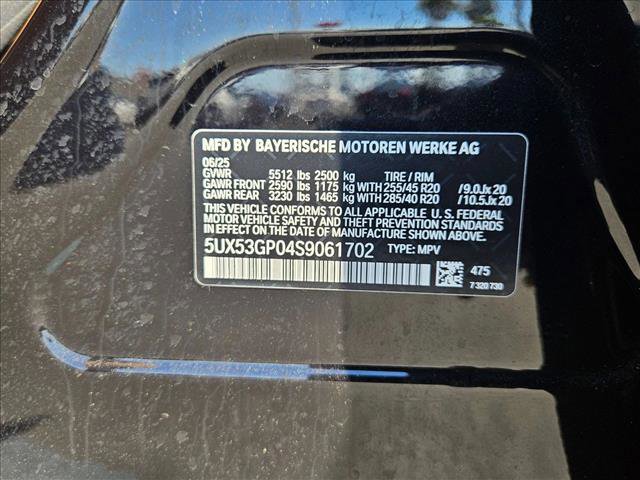 MFD BY BAYERISCHE MOTOREN WERKE AG
06/25
GVWR 5512 lbs 2500 kg TIRE / RIM
GAWR FRONT 2590 lbs 1175 kg WITH 255/45 R20 /9.0Jx20
GAWR REAR 3230 lbs 1465 kg WITH 285/40 R20 /10.5Jx20
THIS VEHICLE CONFORMS TO ALL APPLICABLE U. S. FEDERAL
MOTOR VEHICLE SAFETY AND THEFT PREVENTION STANDARDS
IN EFFECT ON THE DATE OF MANUFACTURE SHOWN ABOVE.
5UX53GP04S9061702 TYPE: MPV
475
7 320 730